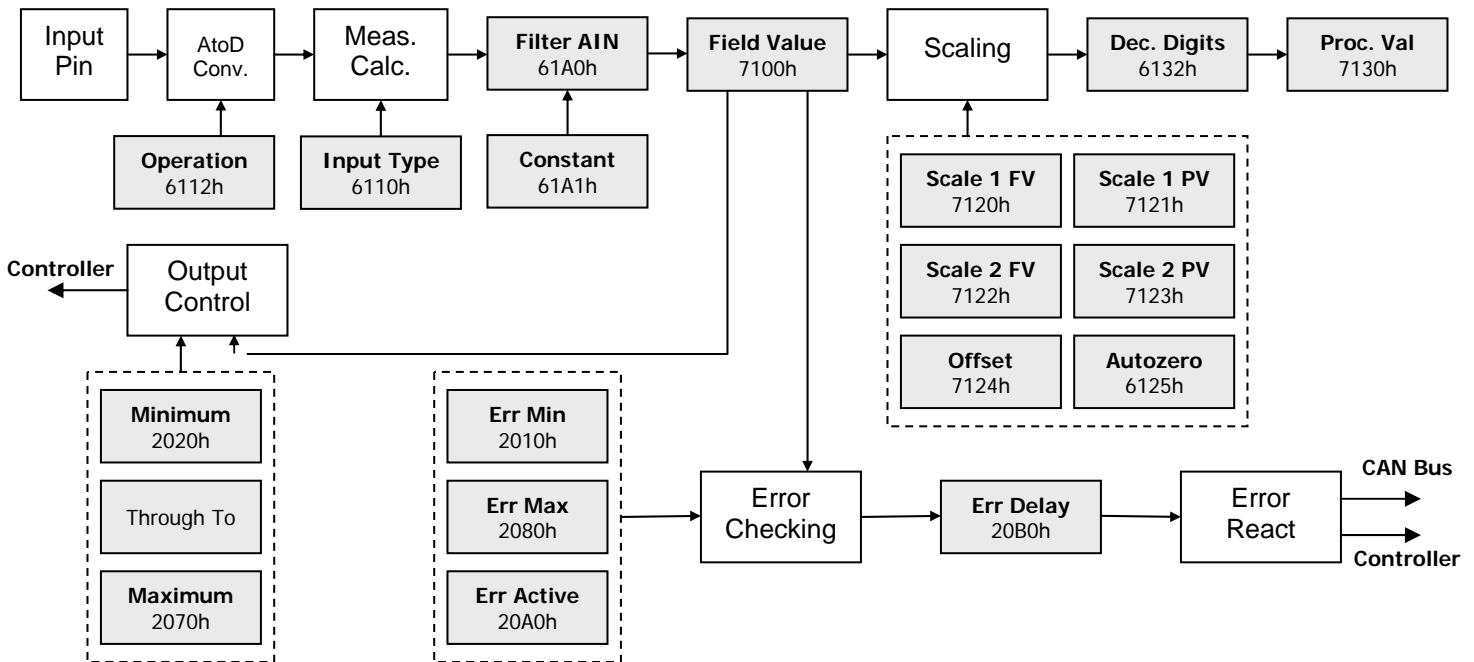 Input
Pin
AtoD
Conv.
Meas.
Calc.
Filter AIN
61A0h
Field Value
7100h
Scaling
Dec. Digits
6132h
Proc. Val
7130h
Operation
6112h
Input Type
6110h
Constant
61A1h
Scale 1 FV
7120h
Scale 1 PV
7121h
Scale 2 FV
7122h
Scale 2 PV
7123h
Offset
7124h
Autozero
6125h
Controller
Output
Control
Minimum
2020h
Through To
Maximum
2070h
Err Min
2010h
Err Max
2080h
Err Active
20A0h
Error
Checking
Err Delay
20B0h
Error
React
CAN Bus
Controller